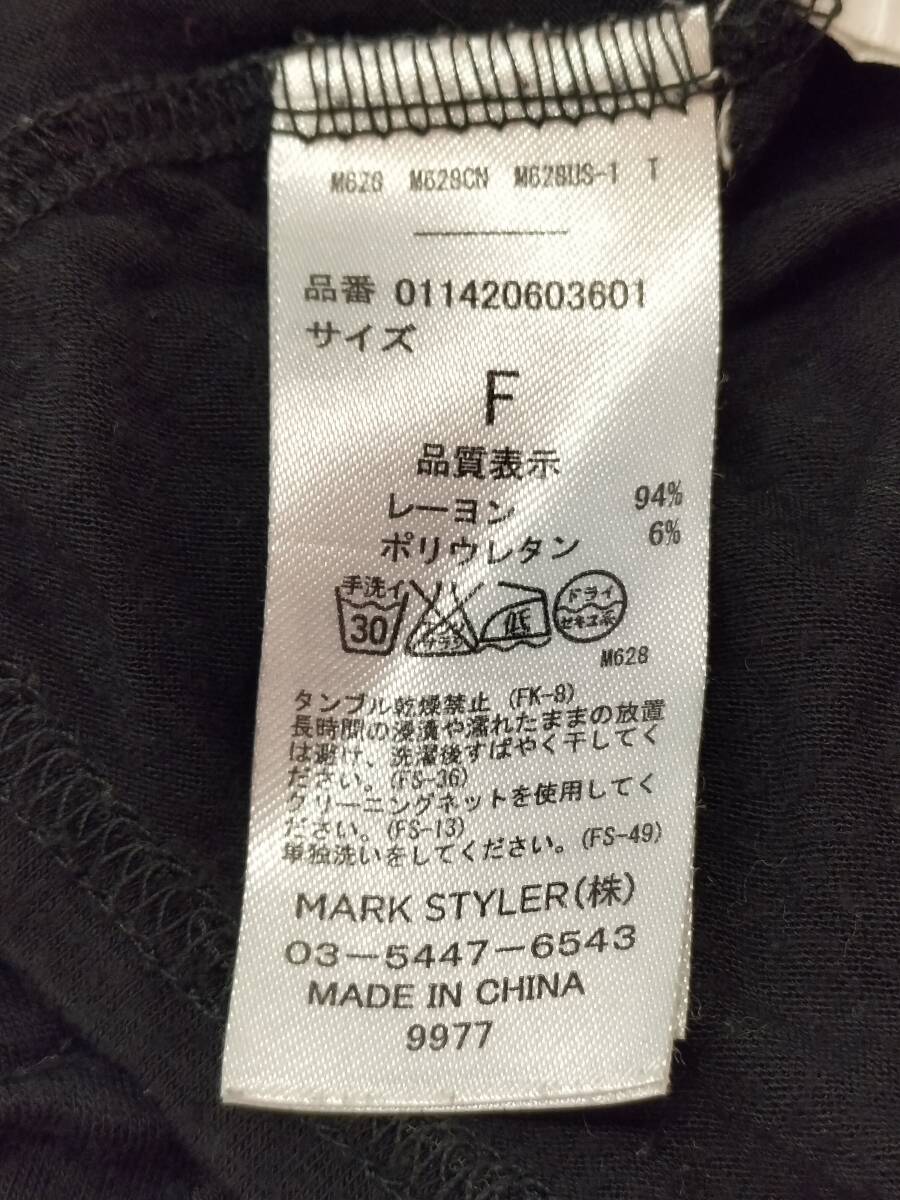 M628 M628CN M628US-1 T
品番 011420603601
サイズ
F
品質表示
レーヨン 94%
ポリウレタン 6%
手洗イ 30
エンソ サラシ
低
ドライ
セキユ系
M628
タンブル乾燥禁止 (FK-8)
長時間の浸漬や濡れたままの放置
は避け、洗濯後すばやく干してく
ださい。(FS-36)
クリーニングネットを使用してく
ださい。(FS-13)
単独洗いをしてください。(FS-49)
MARK STYLER(株)
03-5447-6543
MADE IN CHINA
9977